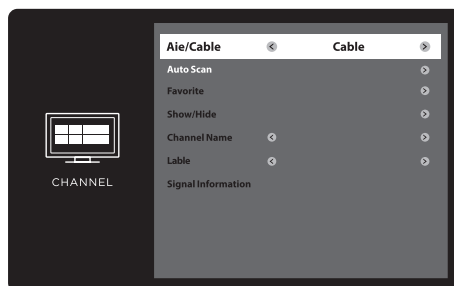 CHANNEL
Aie/Cable Cable
Auto Scan
Favorite
Show/Hide
Channel Name
Lable
Signal Information